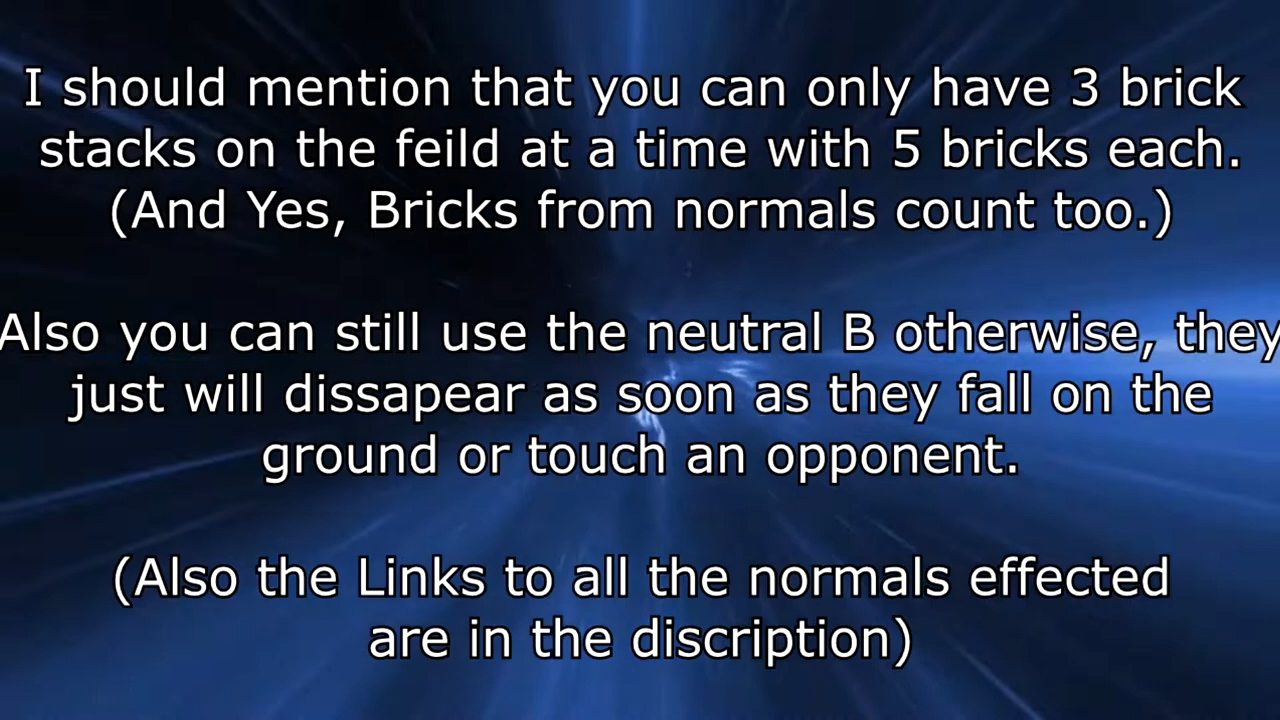 I should mention that you can only have 3 brick
stacks on the feild at a time with 5 bricks each.
(And Yes, Bricks from normals count too.)
Also you can still use the neutral B otherwise, they
just will dissapear as soon as they fall on the
ground or touch an opponent.
(Also the Links to all the normals effected
are in the discription)